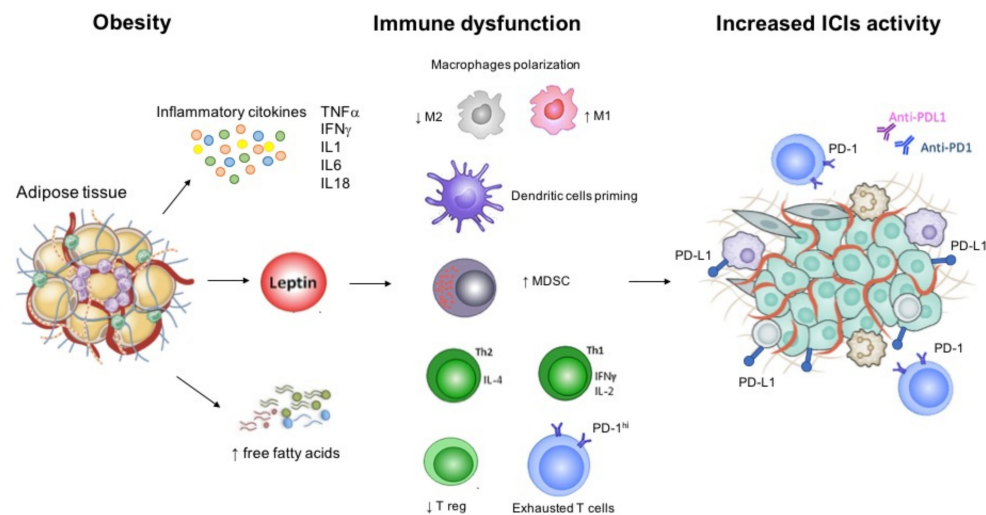 Obesity
Immune dysfunction
Increased ICIs activity
Adipose tissue
Inflammatory citokines
TNFα
IFNγ
IL1
IL6
IL18
Leptin
↑ free fatty acids
Macrophages polarization
↓ M2
↑ M1
Dendritic cells priming
↑ MDSC
Th2
IL-4
Th1
IFNγ
IL-2
↓ T reg
PD-1hi
Exhausted T cells
Anti-PDL1
Anti-PD1
PD-1
PD-L1
PD-L1
PD-L1
PD-1